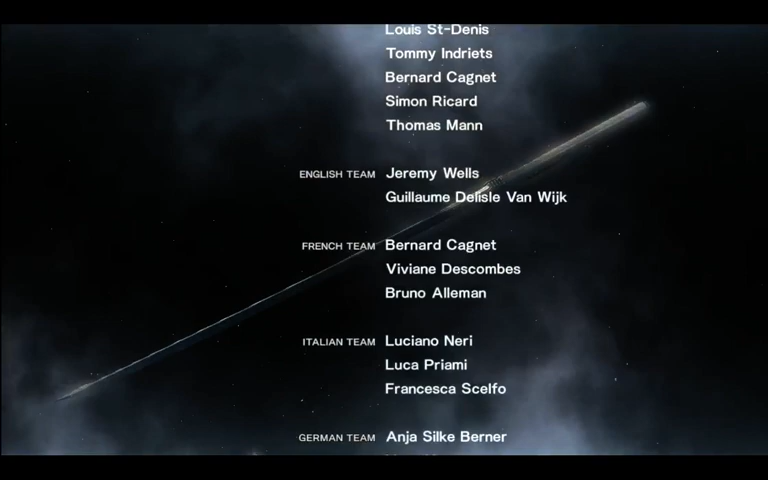 Louis St-Denis
Tommy Indriets
Bernard Cagnet
Simon Ricard
Thomas Mann
ENGLISH TEAM Jeremy Wells
Guillaume Delisle Van Wijk
FRENCH TEAM Bernard Cagnet
Viviane Descombes
Bruno Alleman
ITALIAN TEAM Luciano Neri
Luca Priami
Francesca Scelfo
GERMAN TEAM Anja Silke Berner